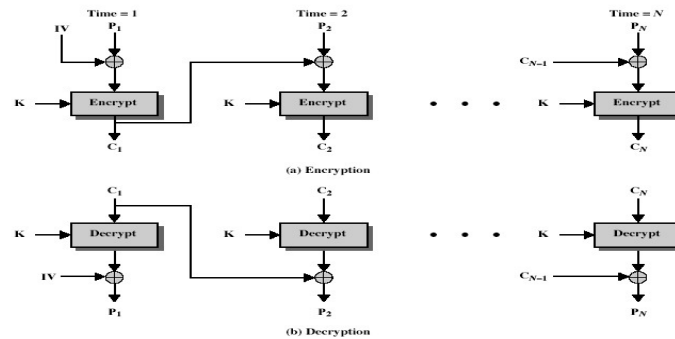 Time = 1 Time = 2 Time = N
IV P1 P2 PN
CN–1
K Encrypt K Encrypt • • • K Encrypt
C1 C2 CN
(a) Encryption
C1 C2 CN
K Decrypt K Decrypt • • • K Decrypt
IV CN–1
P1 P2 PN
(b) Decryption